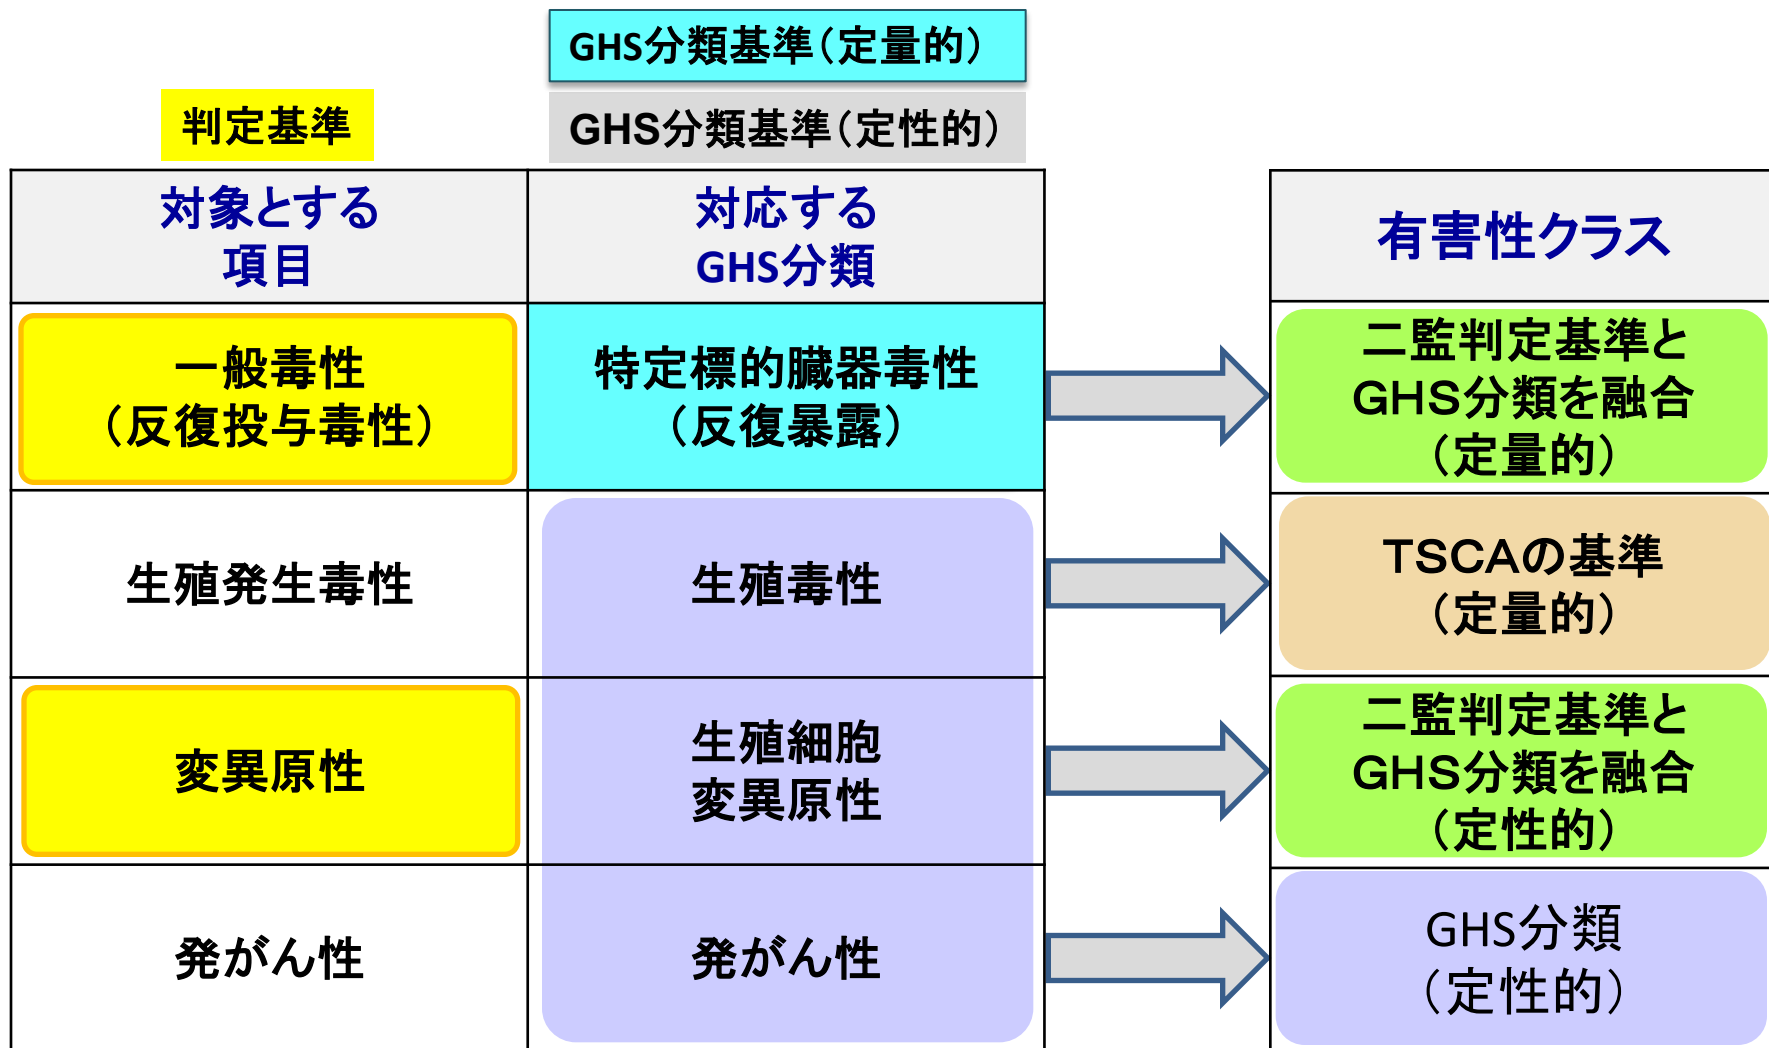 GHS分類基準（定量的）
判定基準
GHS分類基準（定性的）
対象とする
項目
対応する
GHS分類
有害性クラス
一般毒性
（反復投与毒性）
特定標的臓器毒性
（反復暴露）
二監判定基準と
GHS分類を融合
（定量的）
生殖発生毒性
生殖毒性
TSCAの基準
（定量的）
変異原性
生殖細胞
変異原性
二監判定基準と
GHS分類を融合
（定性的）
発がん性
発がん性
GHS分類
（定性的）